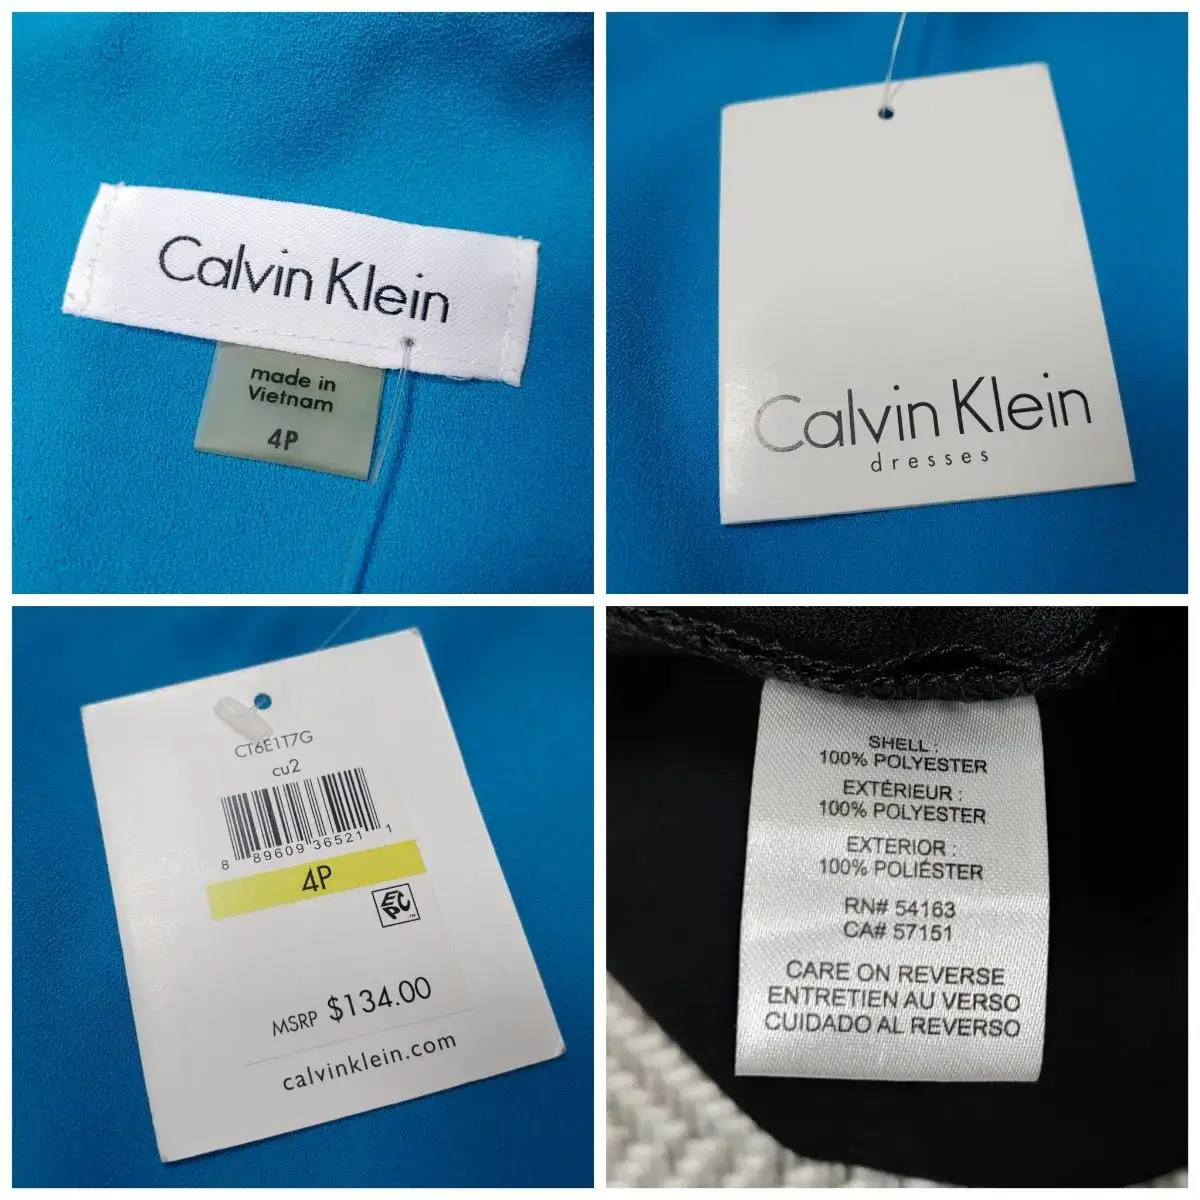 Calvin Klein
made in
Vietnam
4P
Calvin Klein
dresses
CT6E1T7G
cu2
8 89609 36521 1
4P
EPC™
MSRP $134.00
calvinklein.com
SHELL :
100% POLYESTER
EXTÉRIEUR :
100% POLYESTER
EXTERIOR :
100% POLIÉSTER
RN# 54163
CA# 57151
CARE ON REVERSE
ENTRETIEN AU VERSO
CUIDADO AL REVERSO